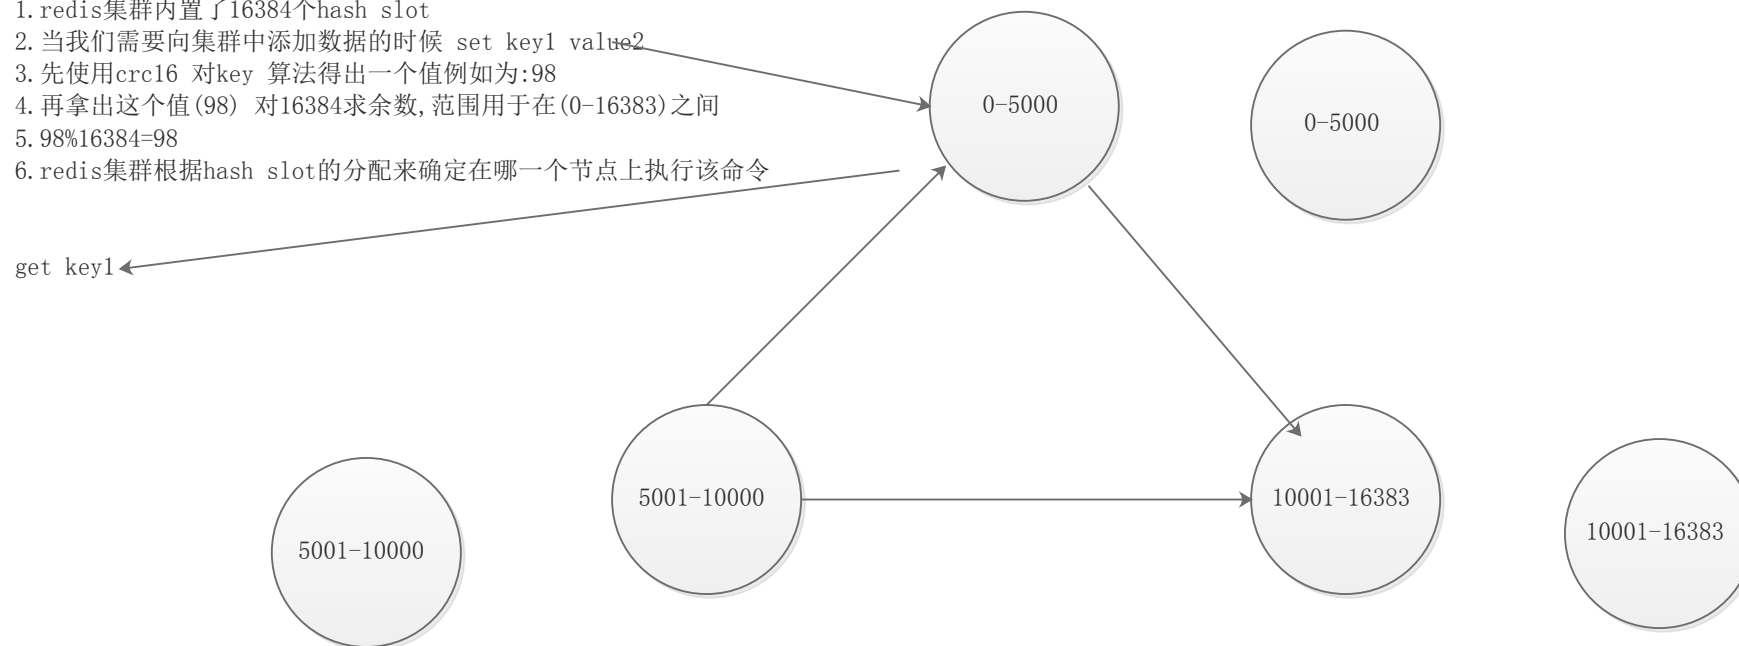 1.redis集群内置了16384个hash slot
2.当我们需要向集群中添加数据的时候 set key1 value2
3.先使用crc16 对key 算法得出一个值例如为:98
4.再拿出这个值(98) 对16384求余数,范围用于在(0-16383)之间
5.98%16384=98
6.redis集群根据hash slot的分配来确定在哪一个节点上执行该命令
get key1
0-5000
0-5000
5001-10000
5001-10000
10001-16383
10001-16383